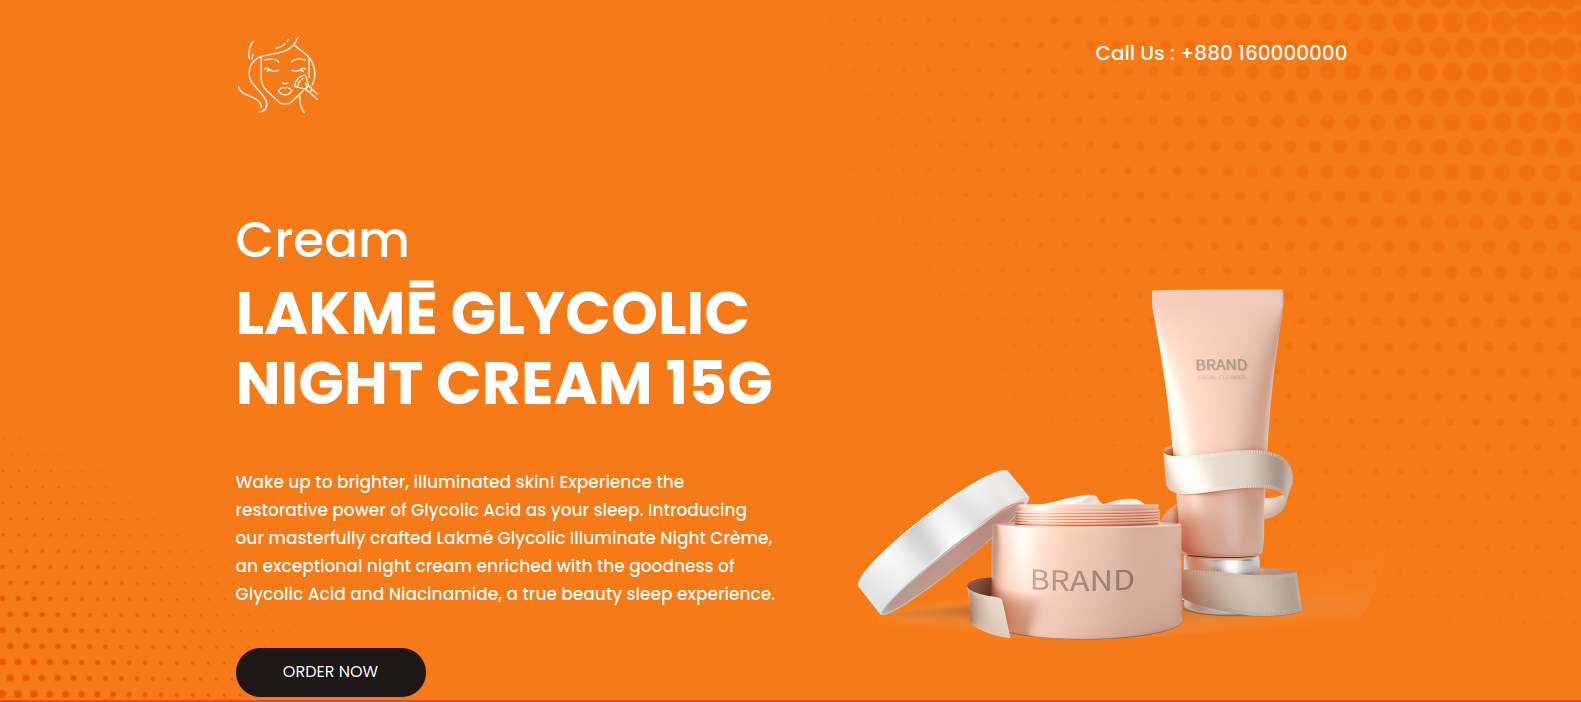 Call Us : +880 160000000
Cream
LAKMĒ GLYCOLIC
NIGHT CREAM 15G
Wake up to brighter, illuminated skin! Experience the
restorative power of Glycolic Acid as your sleep. Introducing
our masterfully crafted Lakmé Glycolic Illuminate Night Crème,
an exceptional night cream enriched with the goodness of
Glycolic Acid and Niacinamide, a true beauty sleep experience.
ORDER NOW
BRAND
FACIAL CLEANSER
BRAND